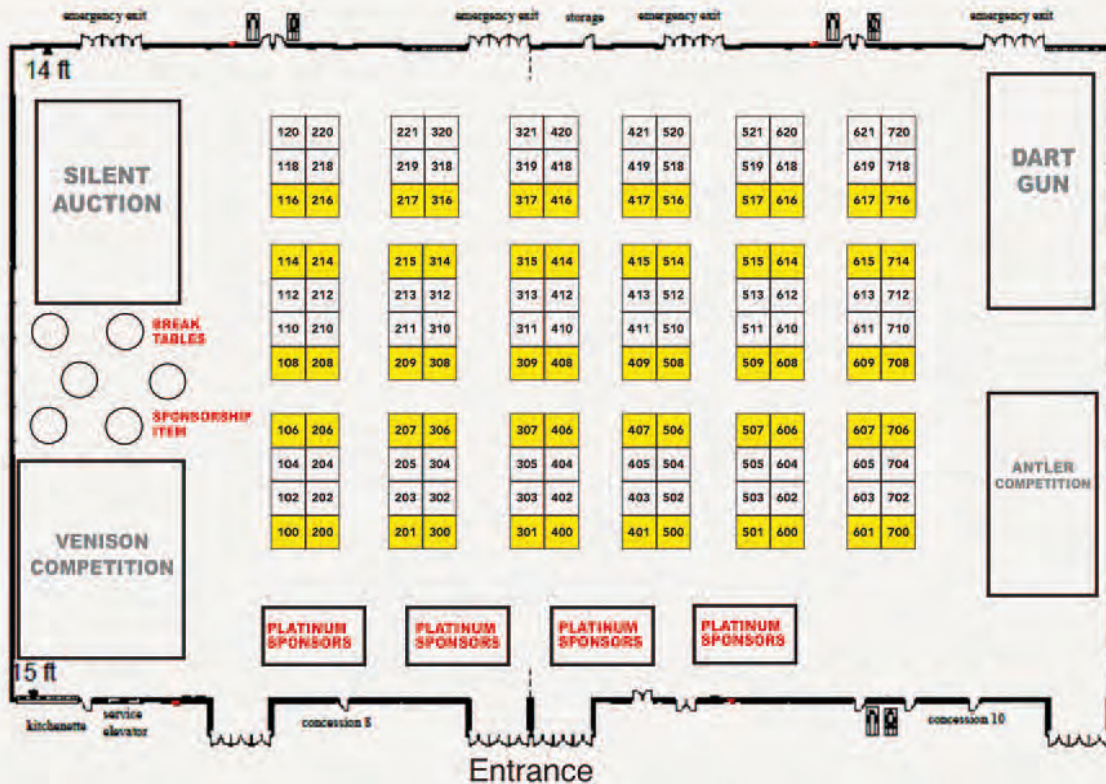 emergency exit emergency exit storage emergency exit emergency exit
14 ft
SILENT
AUCTION
DART
GUN
120 220 221 320 321 420 421 520 521 620 621 720
118 218 219 318 319 418 419 518 519 618 619 718
116 216 217 316 317 416 417 516 517 616 617 716
114 214 215 314 315 414 415 514 515 614 615 714
112 212 213 312 313 412 413 512 513 612 613 712
110 210 211 310 311 410 411 510 511 610 611 710
108 208 209 308 309 408 409 508 509 608 609 708
BREAK
TABLES
SPONSORSHIP
ITEM
106 206 207 306 307 406 407 506 507 606 607 706
104 204 205 304 305 404 405 504 505 604 605 704
102 202 203 302 303 402 403 502 503 602 603 702
100 200 201 300 301 400 401 500 501 600 601 700
VENISON
COMPETITION
ANTLER
COMPETITION
PLATINUM
SPONSORS
PLATINUM
SPONSORS
PLATINUM
SPONSORS
PLATINUM
SPONSORS
15 ft
kitchenette
service
elevator
concession 8
concession 10
Entrance